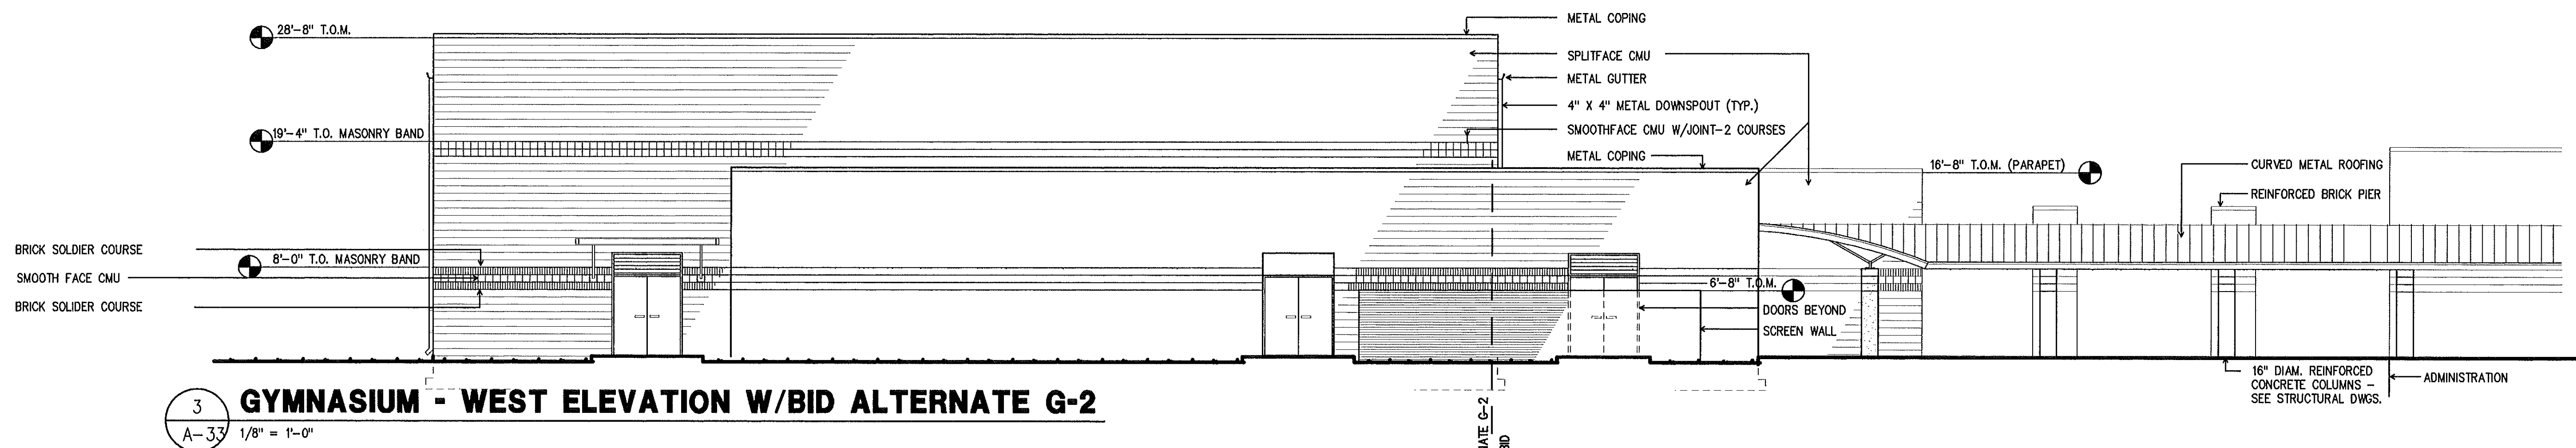 METAL COPING
28'-8" T.O.M.
SPLITFACE CMU
METAL GUTTER
4" X 4" METAL DOWNSPOUT (TYP.)
19'-4" T.O. MASONRY BAND
SMOOTHFACE CMU W/JOINT-2 COURSES
METAL COPING
16'-8" T.O.M. (PARAPET)
CURVED METAL ROOFING
REINFORCED BRICK PIER
BRICK SOLDIER COURSE
8'-0" T.O. MASONRY BAND
SMOOTH FACE CMU
6'-8" T.O.M.
BRICK SOLIDER COURSE
DOORS BEYOND
SCREEN WALL
16" DIAM. REINFORCED
CONCRETE COLUMNS -
SEE STRUCTURAL DWGS.
ADMINISTRATION
3
A-33
GYMNASIUM - WEST ELEVATION W/BID ALTERNATE G-2
1/8" = 1'-0"
NATE G-2
BID